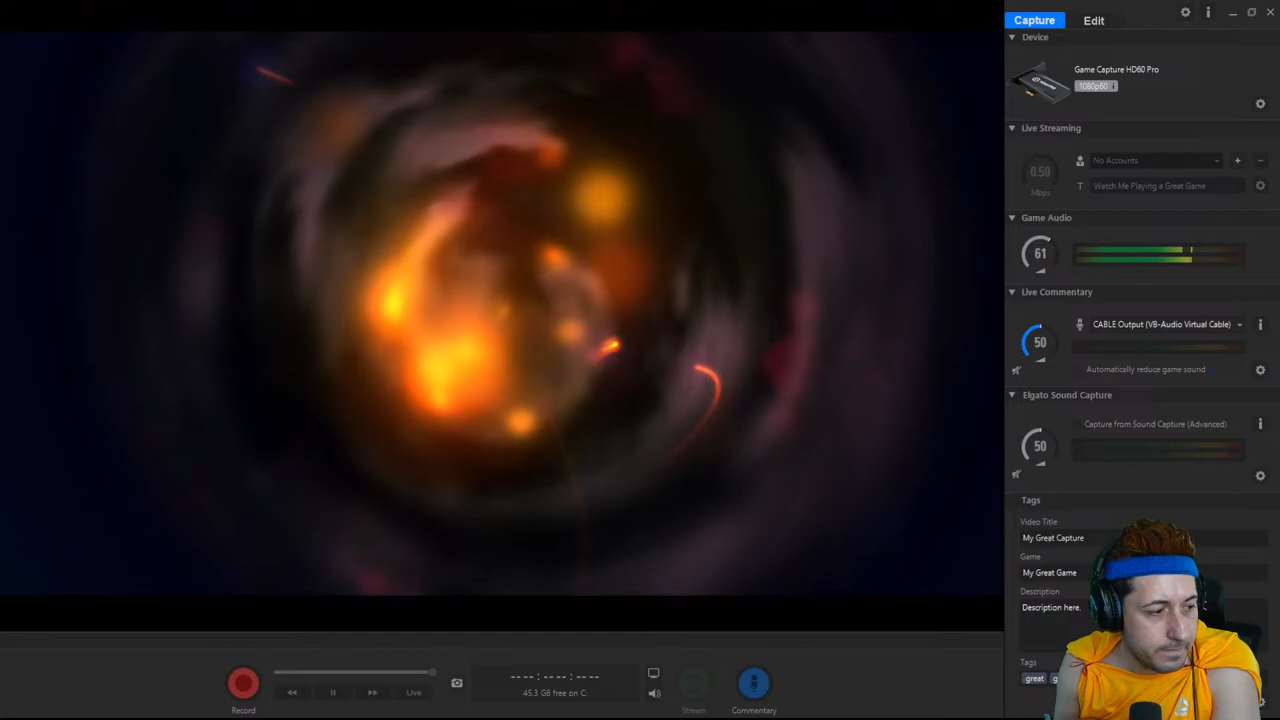 Capture Edit
Device
Game Capture HD60 Pro
1080p60
Live Streaming
0.50
Mbps
No Accounts
T Watch Me Playing a Great Game
Game Audio
61
Live Commentary
50
CABLE Output (VB-Audio Virtual Cable)
Automatically reduce game sound
Elgato Sound Capture
50
Capture from Sound Capture (Advanced)
Tags
Video Title
My Great Capture
Game
My Great Game
Description
Description here.
Tags
great
Record
Live
--:--:--:--
45.3 GB free on C:
Stream
Commentary